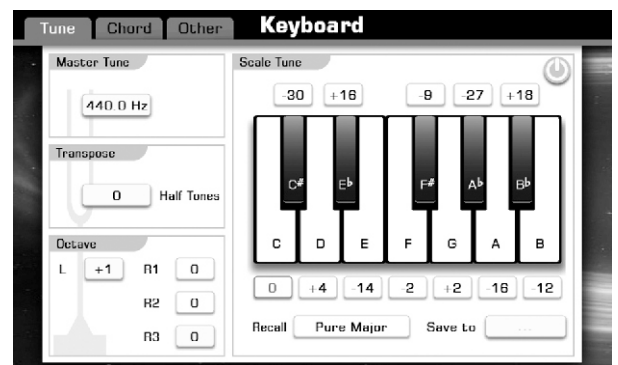 Tune Chord Other Keyboard
Master Tune
440.0 Hz
Transpose
0 Half Tones
Octave
L +1 R1 0
R2 0
R3 0
Scale Tune
-30 +16 -9 -27 +18
C# E♭ F# A♭ B♭
C D E F G A B
0 +4 -14 -2 +2 -16 -12
Recall Pure Major Save to ...